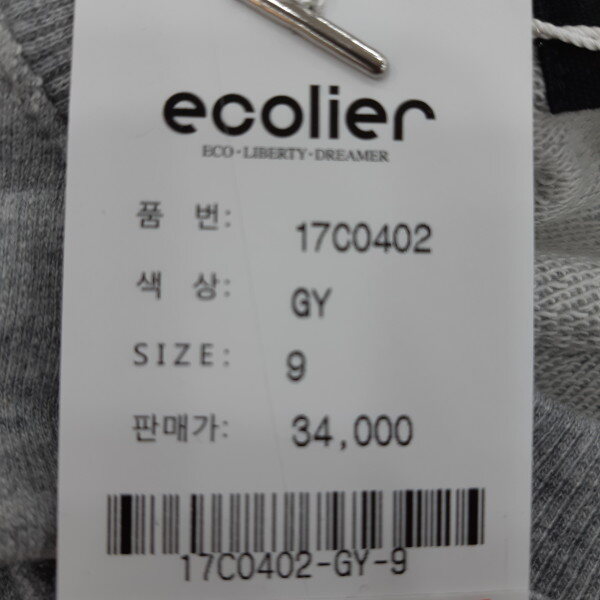 ecolier
ECO·LIBERTY·DREAMER
품 번: 17C0402
색 상: GY
SIZE: 9
판매가: 34,000
17C0402-GY-9